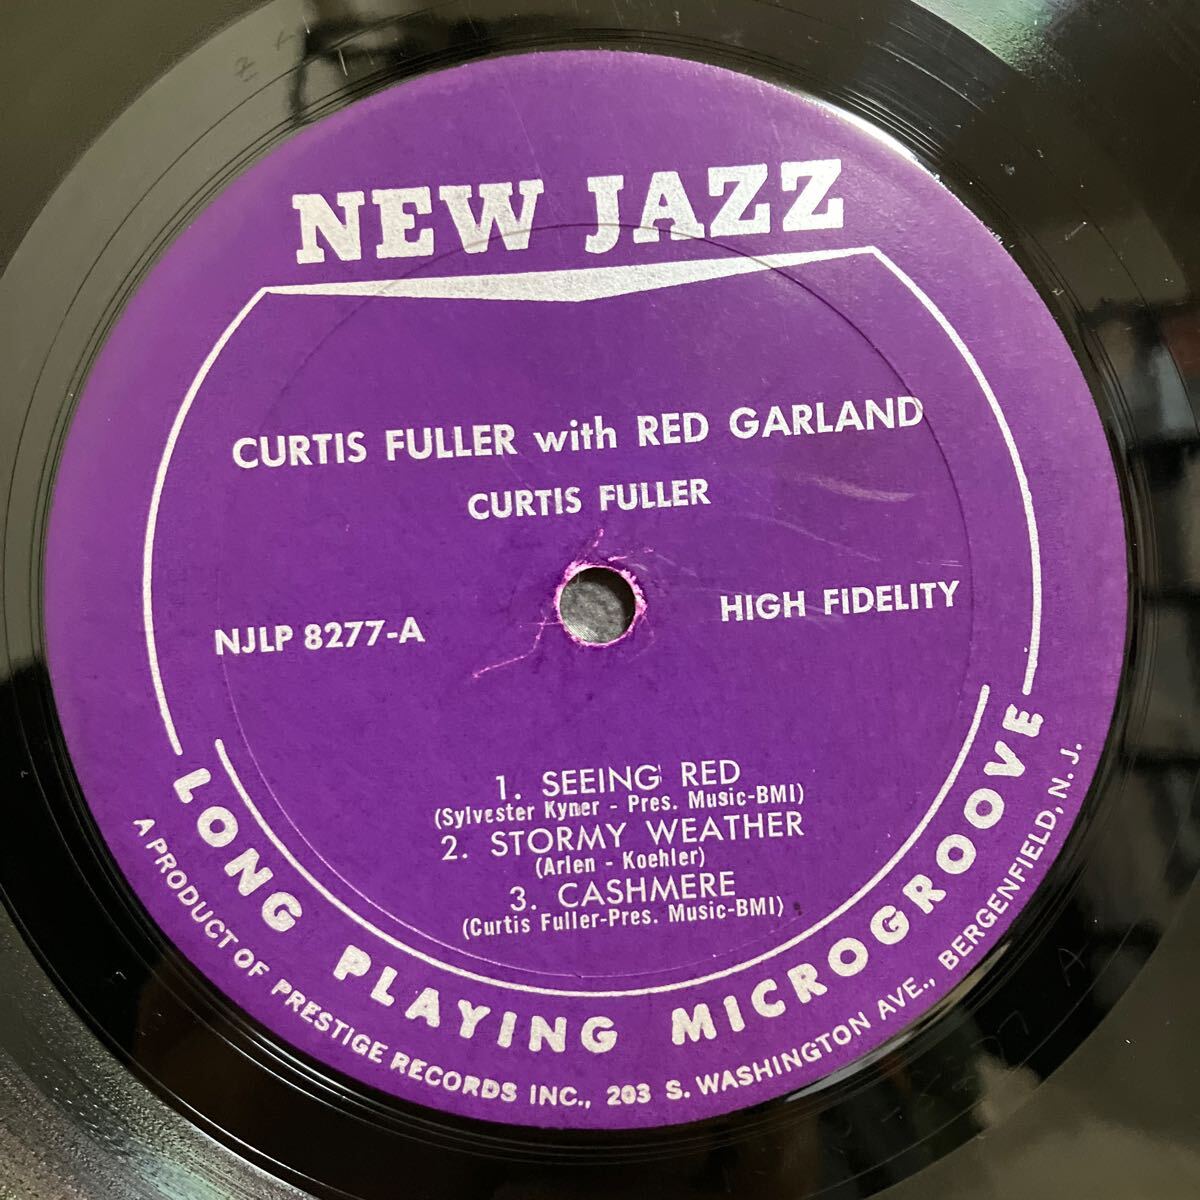 NEW JAZZ
CURTIS FULLER with RED GARLAND
CURTIS FULLER
NJLP 8277-A
HIGH FIDELITY
1. SEEING RED
(Sylvester Kyner - Pres. Music-BMI)
2. STORMY WEATHER
(Arlen - Koehler)
3. CASHMERE
(Curtis Fuller-Pres. Music-BMI)
LONG PLAYING MICROGROOVE
A PRODUCT OF PRESTIGE RECORDS INC., 203 S. WASHINGTON AVE., BERGENFIELD, N. J.